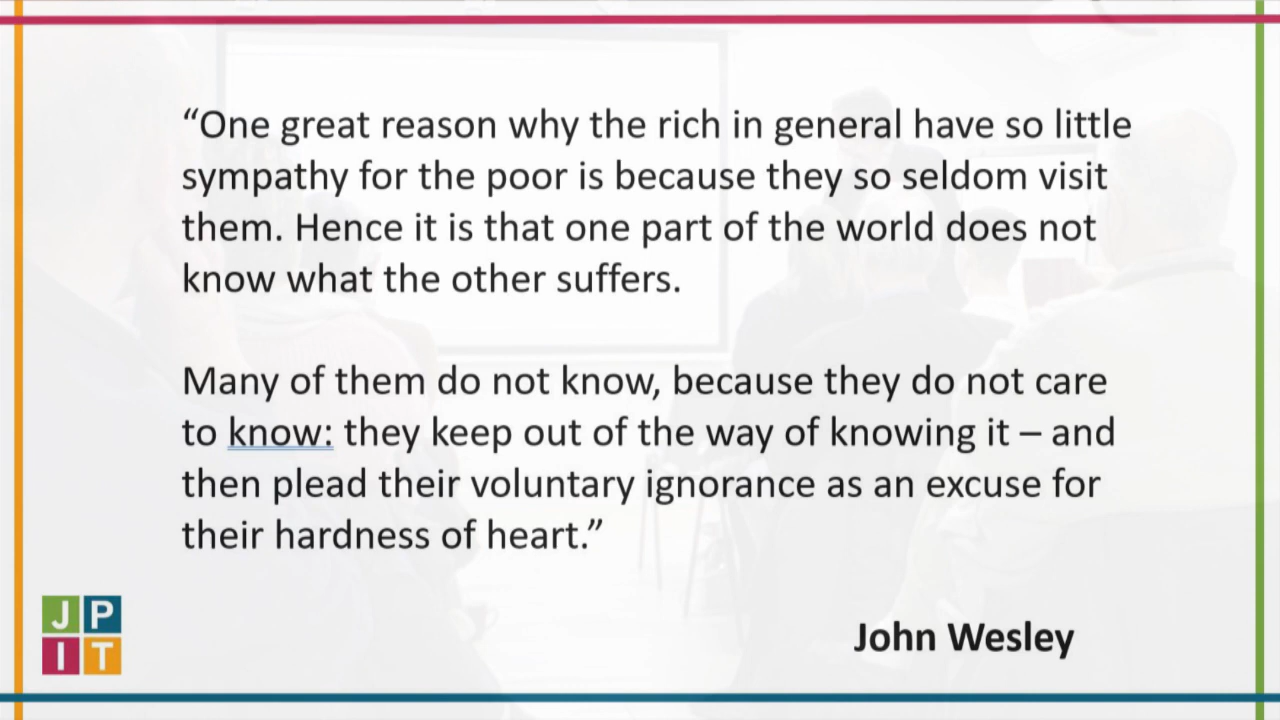 “One great reason why the rich in general have so little
sympathy for the poor is because they so seldom visit
them. Hence it is that one part of the world does not
know what the other suffers.
Many of them do not know, because they do not care
to know: they keep out of the way of knowing it – and
then plead their voluntary ignorance as an excuse for
their hardness of heart.”
John Wesley
J P
I T